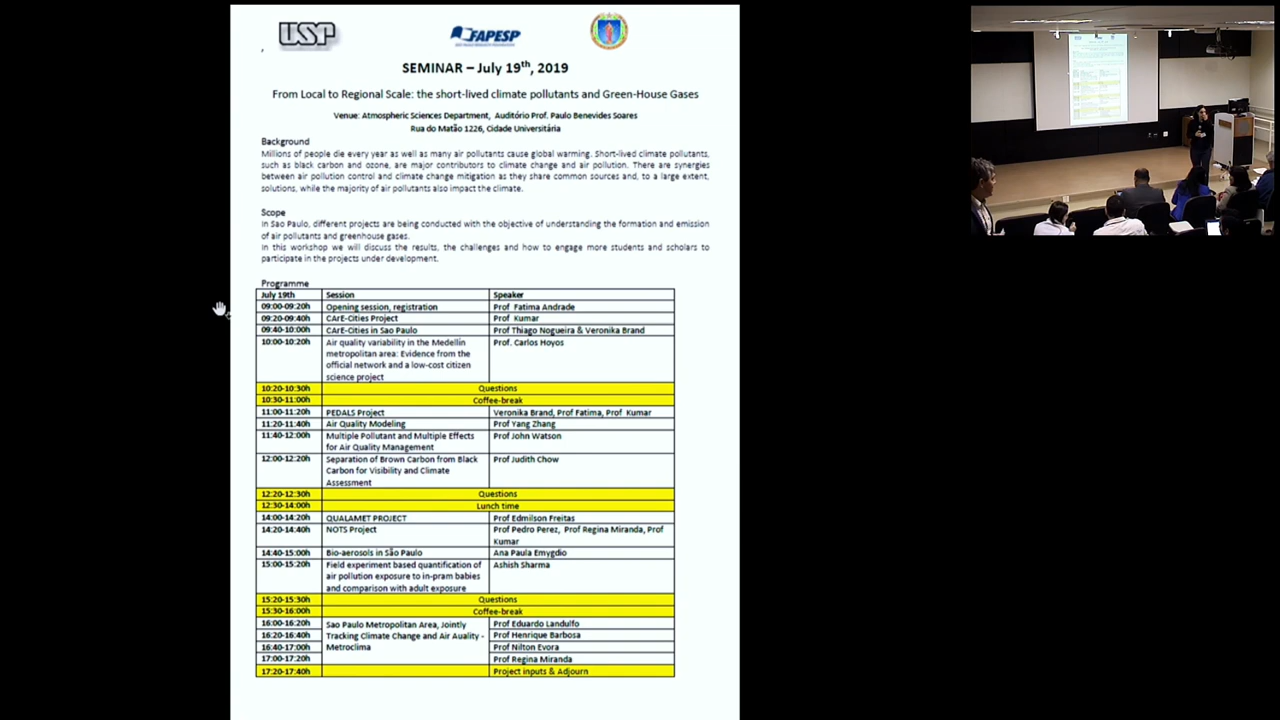 USP
FAPESP
,
SEMINAR – July 19th, 2019
From Local to Regional Scale: the short-lived climate pollutants and Green-House Gases
Venue: Atmospheric Sciences Department, Auditório Prof. Paulo Benevides Soares
Rua do Matão 1226, Cidade Universitária
Background
Millions of people die every year as well as many air pollutants cause global warming. Short-lived climate pollutants,
such as black carbon and ozone, are major contributors to climate change and air pollution. There are synergies
between air pollution control and climate change mitigation as they share common sources and, to a large extent,
solutions, while the majority of air pollutants also impact the climate.
Scope
In Sao Paulo, different projects are being conducted with the objective of understanding the formation and emission
of air pollutants and greenhouse gases.
In this workshop we will discuss the results, the challenges and how to engage more students and scholars to
participate in the projects under development.
Programme
July 19th Session Speaker
09:00-09:20h Opening session, registration Prof Fatima Andrade
09:20-09:40h CArE-Cities Project Prof Kumar
09:40-10:00h CArE-Cities in Sao Paulo Prof Thiago Nogueira & Veronika Brand
10:00-10:20h Air quality variability in the Medellín Prof. Carlos Hoyos
metropolitan area: Evidence from the
official network and a low-cost citizen
science project
10:20-10:30h Questions
10:30-11:00h Coffee-break
11:00-11:20h PEDALS Project Veronika Brand, Prof Fatima, Prof Kumar
11:20-11:40h Air Quality Modeling Prof Yang Zhang
11:40-12:00h Multiple Pollutant and Multiple Effects Prof John Watson
for Air Quality Management
12:00-12:20h Separation of Brown Carbon from Black Prof Judith Chow
Carbon for Visibility and Climate
Assessment
12:20-12:30h Questions
12:30-14:00h Lunch time
14:00-14:20h QUALAMET PROJECT Prof Edmilson Freitas
14:20-14:40h NOTS Project Prof Pedro Perez, Prof Regina Miranda, Prof
Kumar
14:40-15:00h Bio-aerosols in São Paulo Ana Paula Emygdio
15:00-15:20h Field experiment based quantification of Ashish Sharma
air pollution exposure to in-pram babies
and comparison with adult exposure
15:20-15:30h Questions
15:30-16:00h Coffee-break
16:00-16:20h Sao Paulo Metropolitan Area, Jointly Prof Eduardo Landulfo
16:20-16:40h Tracking Climate Change and Air Auality - Prof Henrique Barbosa
16:40-17:00h Metroclima Prof Nilton Evora
17:00-17:20h Prof Regina Miranda
17:20-17:40h Project inputs & Adjourn